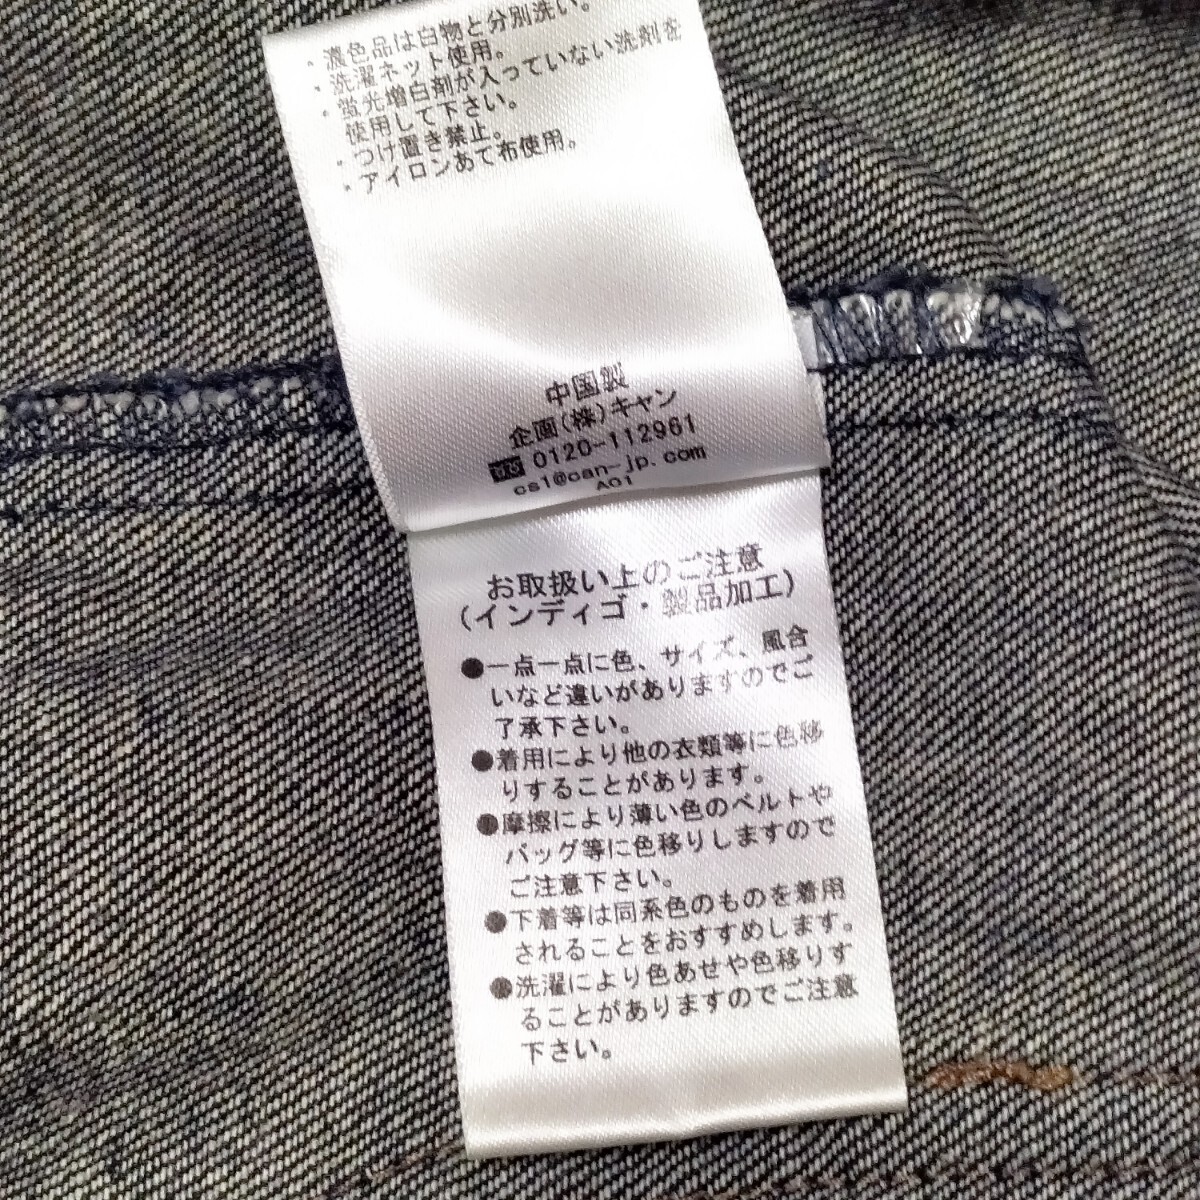 ・濃色品は白物と分別洗い。
・洗濯ネット使用。
・蛍光増白剤が入っていない洗剤を
使用して下さい。
・つけ置き禁止。
・アイロンあて布使用。
中国製
企画(株)キャン
☎0120-112961
cs1@can-jp.com
A01
お取扱い上のご注意
(インディゴ・製品加工)
●一点一点に色、サイズ、風合
いなど違いがありますのでご
了承下さい。
●着用により他の衣類等に色移
りすることがあります。
●摩擦により薄い色のベルトや
バッグ等に色移りしますので
ご注意下さい。
●下着等は同系色のものを着用
されることをおすすめします。
●洗濯により色あせや色移りす
ることがありますのでご注意
下さい。